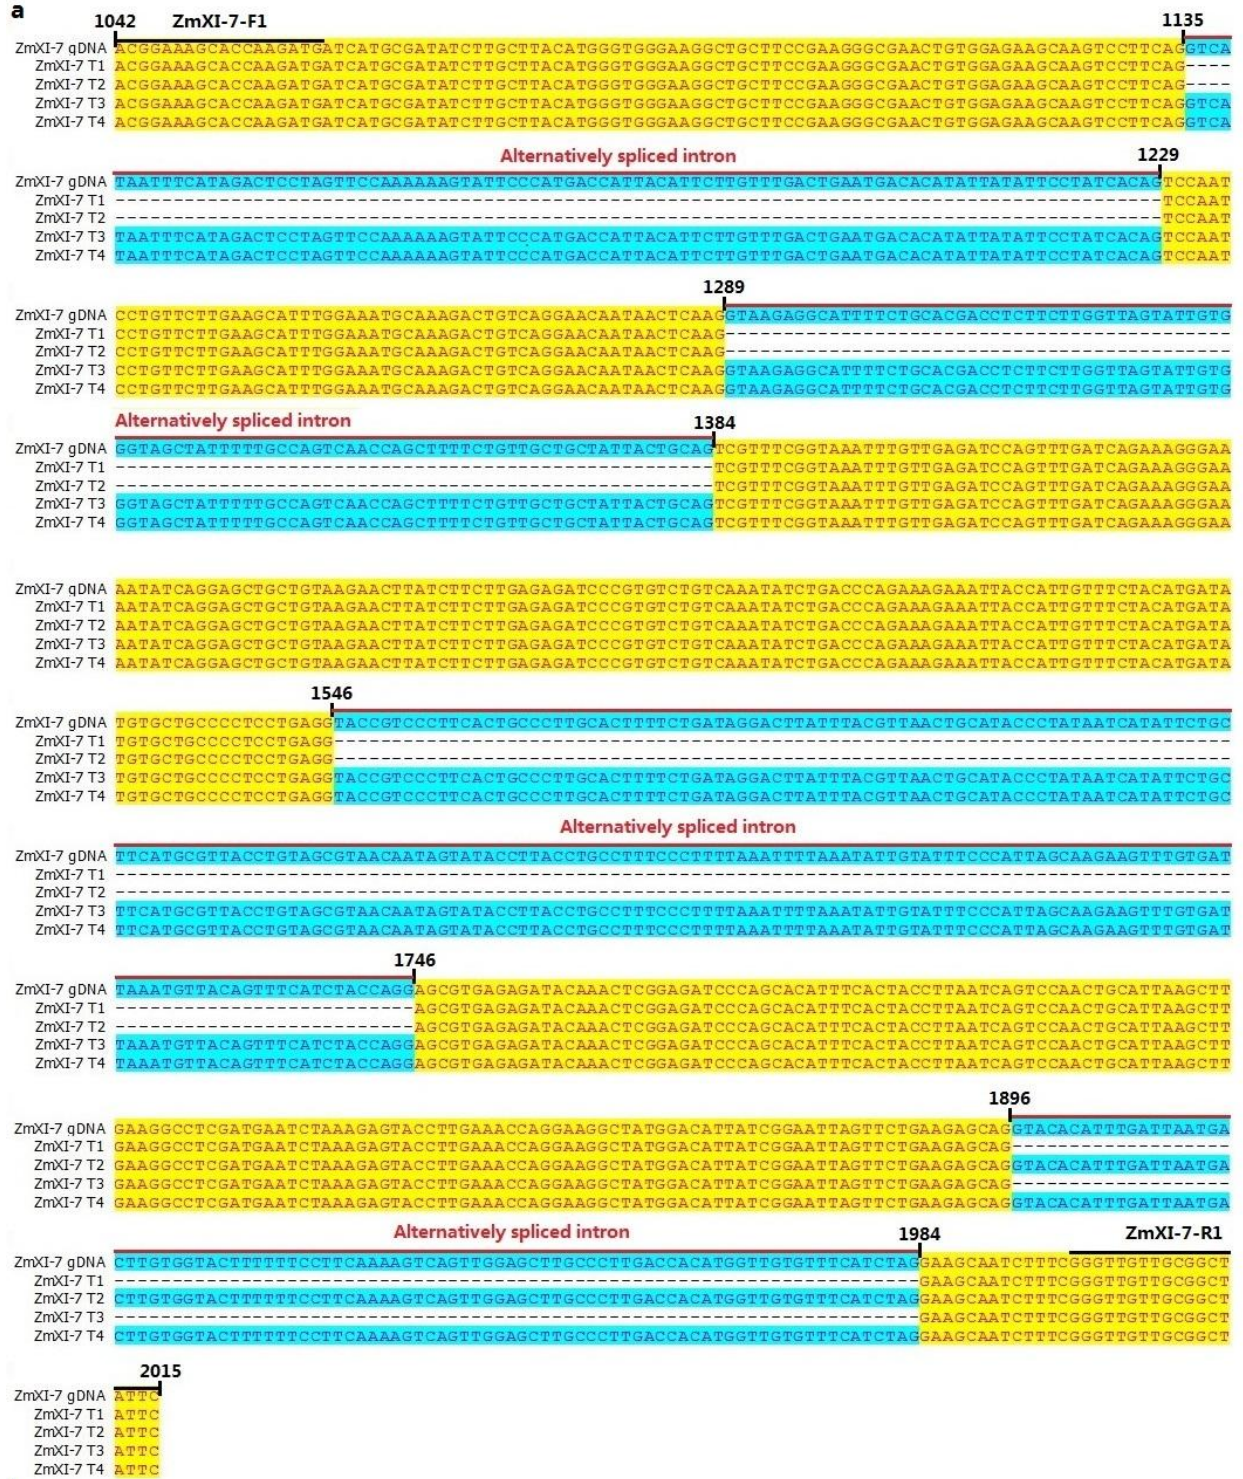 a
1042 ZmXI-7-F1 1135
ZmXI-7 gDNA ACGGAAAGCACCAAGATGATCATGCGATATCTTGCTTACATGGGTGGGAAGGCTGCTTCCGAAGGGCGAACTGTGGAGAAGCAAGTCCTTCAGGTCA
ZmXI-7 T1 ACGGAAAGCACCAAGATGATCATGCGATATCTTGCTTACATGGGTGGGAAGGCTGCTTCCGAAGGGCGAACTGTGGAGAAGCAAGTCCTTCAG----
ZmXI-7 T2 ACGGAAAGCACCAAGATGATCATGCGATATCTTGCTTACATGGGTGGGAAGGCTGCTTCCGAAGGGCGAACTGTGGAGAAGCAAGTCCTTCAG----
ZmXI-7 T3 ACGGAAAGCACCAAGATGATCATGCGATATCTTGCTTACATGGGTGGGAAGGCTGCTTCCGAAGGGCGAACTGTGGAGAAGCAAGTCCTTCAGGTCA
ZmXI-7 T4 ACGGAAAGCACCAAGATGATCATGCGATATCTTGCTTACATGGGTGGGAAGGCTGCTTCCGAAGGGCGAACTGTGGAGAAGCAAGTCCTTCAGGTCA
Alternatively spliced intron 1229
ZmXI-7 gDNA TAATTTCATAGACTCCTAGTTCCAAAAAAGTATTCCCATGACCATTACATTCTTGTTTGACTGAATGACACATATTATATTCCTATCACAGTCCAAT
ZmXI-7 T1 -------------------------------------------------------------------------------------------TCCAAT
ZmXI-7 T2 -------------------------------------------------------------------------------------------TCCAAT
ZmXI-7 T3 TAATTTCATAGACTCCTAGTTCCAAAAAAGTATTCCCATGACCATTACATTCTTGTTTGACTGAATGACACATATTATATTCCTATCACAGTCCAAT
ZmXI-7 T4 TAATTTCATAGACTCCTAGTTCCAAAAAAGTATTCCCATGACCATTACATTCTTGTTTGACTGAATGACACATATTATATTCCTATCACAGTCCAAT
1289
ZmXI-7 gDNA CCTGTTCTTGAAGCATTTGGAAATGCAAAGACTGTCAGGAACAATAACTCAAGGTAAGAGGCATTTTCTGCACGACCTCTTCTTGGTTAGTATTGTG
ZmXI-7 T1 CCTGTTCTTGAAGCATTTGGAAATGCAAAGACTGTCAGGAACAATAACTCAAG--------------------------------------------
ZmXI-7 T2 CCTGTTCTTGAAGCATTTGGAAATGCAAAGACTGTCAGGAACAATAACTCAAG--------------------------------------------
ZmXI-7 T3 CCTGTTCTTGAAGCATTTGGAAATGCAAAGACTGTCAGGAACAATAACTCAAGGTAAGAGGCATTTTCTGCACGACCTCTTCTTGGTTAGTATTGTG
ZmXI-7 T4 CCTGTTCTTGAAGCATTTGGAAATGCAAAGACTGTCAGGAACAATAACTCAAGGTAAGAGGCATTTTCTGCACGACCTCTTCTTGGTTAGTATTGTG
Alternatively spliced intron 1384
ZmXI-7 gDNA GGTAGCTATTTTTGCCAGTCAACCAGCTTTTCTGTTGCTGCTATTACTGCAGTCGTTTCGGTAAATTTGTTGAGATCCAGTTTGATCAGAAAGGGAA
ZmXI-7 T1 ----------------------------------------------------TCGTTTCGGTAAATTTGTTGAGATCCAGTTTGATCAGAAAGGGAA
ZmXI-7 T2 ----------------------------------------------------TCGTTTCGGTAAATTTGTTGAGATCCAGTTTGATCAGAAAGGGAA
ZmXI-7 T3 GGTAGCTATTTTTGCCAGTCAACCAGCTTTTCTGTTGCTGCTATTACTGCAGTCGTTTCGGTAAATTTGTTGAGATCCAGTTTGATCAGAAAGGGAA
ZmXI-7 T4 GGTAGCTATTTTTGCCAGTCAACCAGCTTTTCTGTTGCTGCTATTACTGCAGTCGTTTCGGTAAATTTGTTGAGATCCAGTTTGATCAGAAAGGGAA
ZmXI-7 gDNA AATATCAGGAGCTGCTGTAAGAACTTATCTTCTTGAGAGATCCCGTGTCTGTCAAATATCTGACCCAGAAAGAAATTACCATTGTTTCTACATGATA
ZmXI-7 T1 AATATCAGGAGCTGCTGTAAGAACTTATCTTCTTGAGAGATCCCGTGTCTGTCAAATATCTGACCCAGAAAGAAATTACCATTGTTTCTACATGATA
ZmXI-7 T2 AATATCAGGAGCTGCTGTAAGAACTTATCTTCTTGAGAGATCCCGTGTCTGTCAAATATCTGACCCAGAAAGAAATTACCATTGTTTCTACATGATA
ZmXI-7 T3 AATATCAGGAGCTGCTGTAAGAACTTATCTTCTTGAGAGATCCCGTGTCTGTCAAATATCTGACCCAGAAAGAAATTACCATTGTTTCTACATGATA
ZmXI-7 T4 AATATCAGGAGCTGCTGTAAGAACTTATCTTCTTGAGAGATCCCGTGTCTGTCAAATATCTGACCCAGAAAGAAATTACCATTGTTTCTACATGATA
1546
ZmXI-7 gDNA TGTGCTGCCCCTCCTGAGGTACCGTCCCTTCACTGCCCTTGCACTTTTCTGATAGGACTTATTTACGTTAACTGCATACCCTATAATCATATTCTGC
ZmXI-7 T1 TGTGCTGCCCCTCCTGAGG------------------------------------------------------------------------------
ZmXI-7 T2 TGTGCTGCCCCTCCTGAGG------------------------------------------------------------------------------
ZmXI-7 T3 TGTGCTGCCCCTCCTGAGGTACCGTCCCTTCACTGCCCTTGCACTTTTCTGATAGGACTTATTTACGTTAACTGCATACCCTATAATCATATTCTGC
ZmXI-7 T4 TGTGCTGCCCCTCCTGAGGTACCGTCCCTTCACTGCCCTTGCACTTTTCTGATAGGACTTATTTACGTTAACTGCATACCCTATAATCATATTCTGC
Alternatively spliced intron
ZmXI-7 gDNA TTCATGCGTTACCTGTAGCGTAACAATAGTATACCTTACCTGCCTTTCCCTTTTAAATTTTAAATATTGTATTTCCCATTAGCAAGAAGTTTGTGAT
ZmXI-7 T1 -------------------------------------------------------------------------------------------------
ZmXI-7 T2 -------------------------------------------------------------------------------------------------
ZmXI-7 T3 TTCATGCGTTACCTGTAGCGTAACAATAGTATACCTTACCTGCCTTTCCCTTTTAAATTTTAAATATTGTATTTCCCATTAGCAAGAAGTTTGTGAT
ZmXI-7 T4 TTCATGCGTTACCTGTAGCGTAACAATAGTATACCTTACCTGCCTTTCCCTTTTAAATTTTAAATATTGTATTTCCCATTAGCAAGAAGTTTGTGAT
1746
ZmXI-7 gDNA TAAATGTTACAGTTTCATCTACCAGGAGCGTGAGAGATACAAACTCGGAGATCCCAGCACATTTCACTACCTTAATCAGTCCAACTGCATTAAGCTT
ZmXI-7 T1 --------------------------AGCGTGAGAGATACAAACTCGGAGATCCCAGCACATTTCACTACCTTAATCAGTCCAACTGCATTAAGCTT
ZmXI-7 T2 --------------------------AGCGTGAGAGATACAAACTCGGAGATCCCAGCACATTTCACTACCTTAATCAGTCCAACTGCATTAAGCTT
ZmXI-7 T3 TAAATGTTACAGTTTCATCTACCAGGAGCGTGAGAGATACAAACTCGGAGATCCCAGCACATTTCACTACCTTAATCAGTCCAACTGCATTAAGCTT
ZmXI-7 T4 TAAATGTTACAGTTTCATCTACCAGGAGCGTGAGAGATACAAACTCGGAGATCCCAGCACATTTCACTACCTTAATCAGTCCAACTGCATTAAGCTT
1896
ZmXI-7 gDNA GAAGGCCTCGATGAATCTAAAGAGTACCTTGAAACCAGGAAGGCTATGGACATTATCGGAATTAGTTCTGAAGAGCAGGTACACATTTGATTAATGA
ZmXI-7 T1 GAAGGCCTCGATGAATCTAAAGAGTACCTTGAAACCAGGAAGGCTATGGACATTATCGGAATTAGTTCTGAAGAGCAG-------------------
ZmXI-7 T2 GAAGGCCTCGATGAATCTAAAGAGTACCTTGAAACCAGGAAGGCTATGGACATTATCGGAATTAGTTCTGAAGAGCAGGTACACATTTGATTAATGA
ZmXI-7 T3 GAAGGCCTCGATGAATCTAAAGAGTACCTTGAAACCAGGAAGGCTATGGACATTATCGGAATTAGTTCTGAAGAGCAG-------------------
ZmXI-7 T4 GAAGGCCTCGATGAATCTAAAGAGTACCTTGAAACCAGGAAGGCTATGGACATTATCGGAATTAGTTCTGAAGAGCAGGTACACATTTGATTAATGA
Alternatively spliced intron 1984 ZmXI-7-R1
ZmXI-7 gDNA CTTGTGGTACTTTTTTTCCTTCAAAAGTCAGTTGGAGCTTGCCCTTGACCACATGGTTGTGTTTCATCTAGGAAGCAATCTTTCGGGTTGTTGCGGCT
ZmXI-7 T1 ----------------------------------------------------------------------GAAGCAATCTTTCGGGTTGTTGCGGCT
ZmXI-7 T2 CTTGTGGTACTTTTTTTCCTTCAAAAGTCAGTTGGAGCTTGCCCTTGACCACATGGTTGTGTTTCATCTAGGAAGCAATCTTTCGGGTTGTTGCGGCT
ZmXI-7 T3 ----------------------------------------------------------------------GAAGCAATCTTTCGGGTTGTTGCGGCT
ZmXI-7 T4 CTTGTGGTACTTTTTTTCCTTCAAAAGTCAGTTGGAGCTTGCCCTTGACCACATGGTTGTGTTTCATCTAGGAAGCAATCTTTCGGGTTGTTGCGGCT
2015
ZmXI-7 gDNA ATTC
ZmXI-7 T1 ATTC
ZmXI-7 T2 ATTC
ZmXI-7 T3 ATTC
ZmXI-7 T4 ATTC